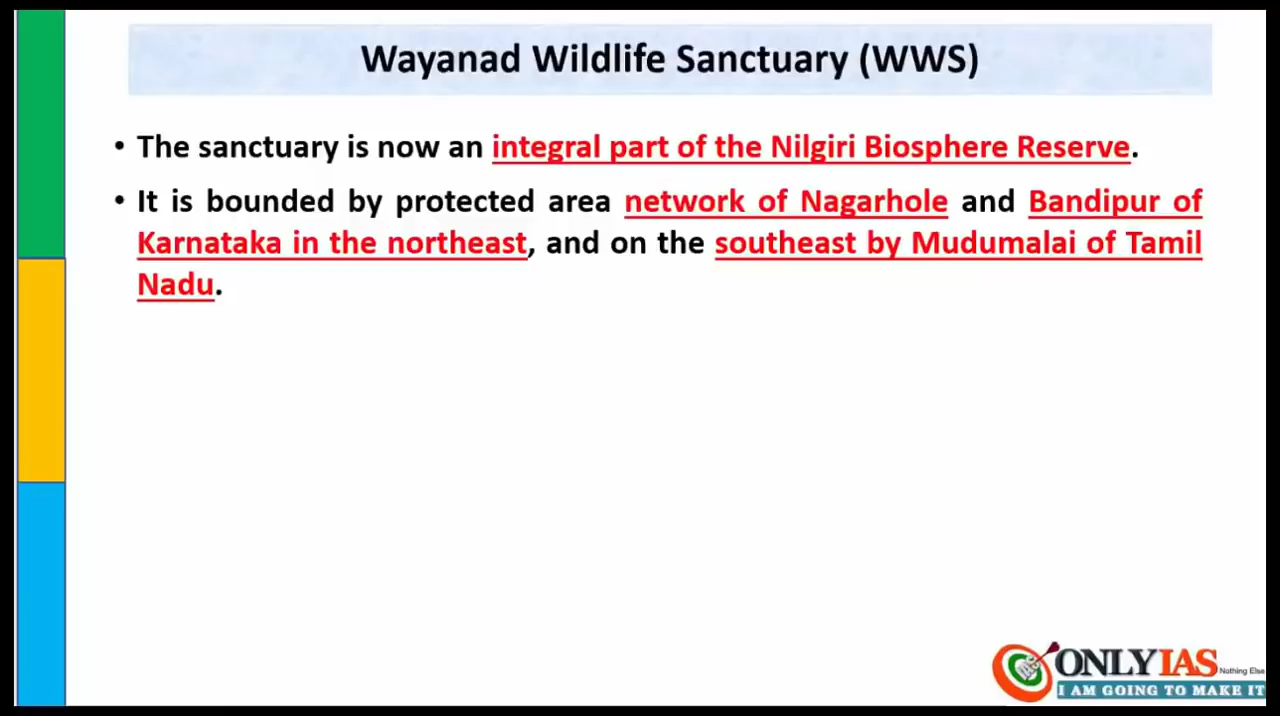 Wayanad Wildlife Sanctuary (WWS)
• The sanctuary is now an integral part of the Nilgiri Biosphere Reserve.
• It is bounded by protected area network of Nagarhole and Bandipur of
Karnataka in the northeast, and on the southeast by Mudumalai of Tamil
Nadu.
ONLYIAS Nothing Else
I AM GOING TO MAKE IT